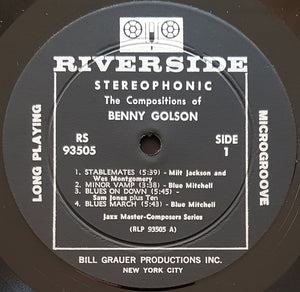 RIVERSIDE
STEREOPHONIC
The Compositions of
BENNY GOLSON
RS
93505
SIDE
1
LONG PLAYING
MICROGROOVE
1. STABLEMATES (5:39) - Milt Jackson and
Wes Montgomery
2. MINOR VAMP (3:38) - Blue Mitchell
3. BLUES ON DOWN (5:45) -
Sam Jones plus Ten
4. BLUES MARCH (5:43) - Blue Mitchell
Jazz Master-Composers Series
(RLP 93505 A)
BILL GRAUER PRODUCTIONS INC.
NEW YORK CITY